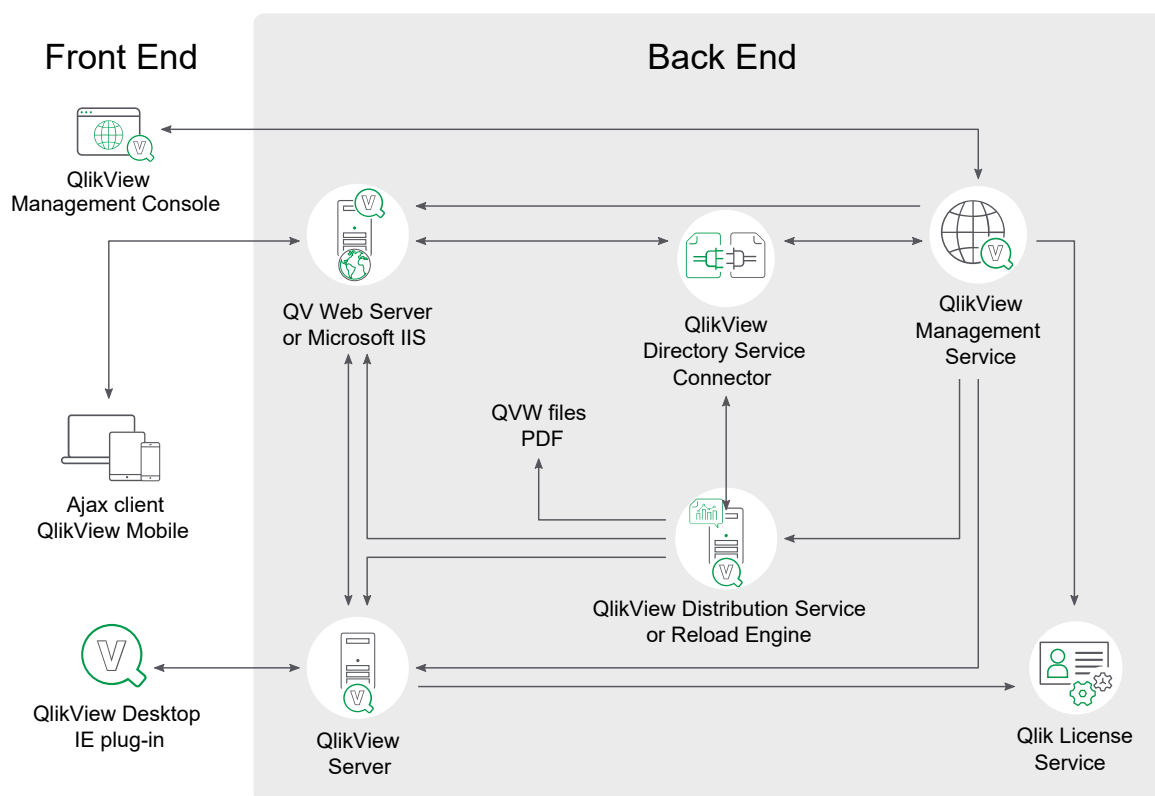 Front End
Back End
QlikView
Management Console
QV Web Server
or Microsoft IIS
QlikView
Directory Service
Connector
QlikView
Management
Service
QVW files
PDF
Ajax client
QlikView Mobile
QlikView Distribution Service
or Reload Engine
QlikView Desktop
IE plug-in
QlikView
Server
Qlik License
Service